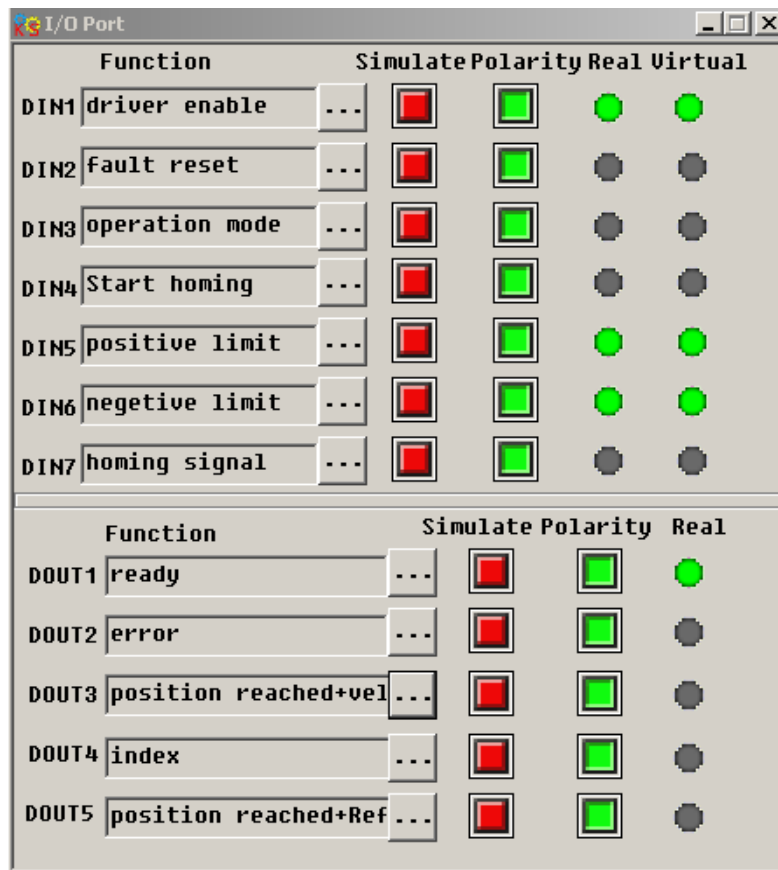 I/O Port
Function Simulate Polarity Real Virtual
DIN1 driver enable ...
DIN2 fault reset ...
DIN3 operation mode ...
DIN4 Start homing ...
DIN5 positive limit ...
DIN6 negetive limit ...
DIN7 homing signal ...
Function Simulate Polarity Real
DOUT1 ready ...
DOUT2 error ...
DOUT3 position reached+vel ...
DOUT4 index ...
DOUT5 position reached+Ref ...